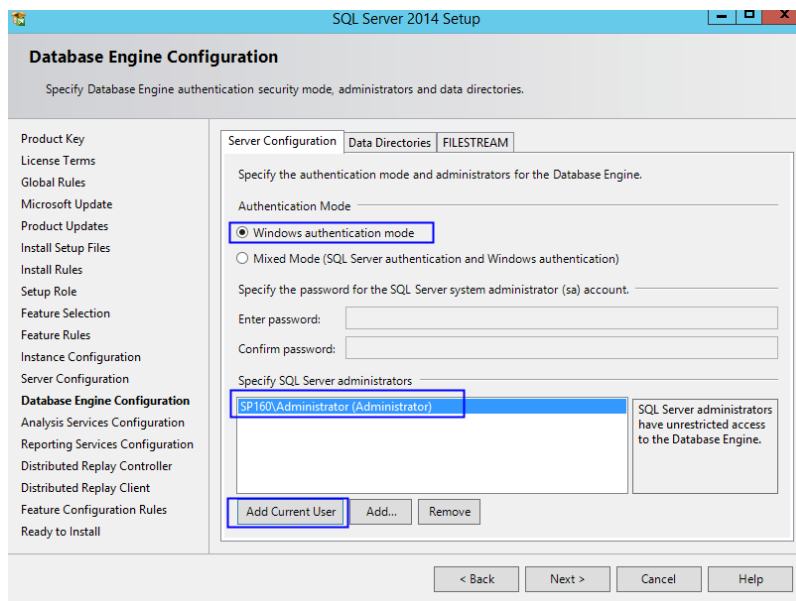 SQL Server 2014 Setup
Database Engine Configuration
Specify Database Engine authentication security mode, administrators and data directories.
Product Key
License Terms
Global Rules
Microsoft Update
Product Updates
Install Setup Files
Install Rules
Setup Role
Feature Selection
Feature Rules
Instance Configuration
Server Configuration
Database Engine Configuration
Analysis Services Configuration
Reporting Services Configuration
Distributed Replay Controller
Distributed Replay Client
Feature Configuration Rules
Ready to Install
Server Configuration Data Directories FILESTREAM
Specify the authentication mode and administrators for the Database Engine.
Authentication Mode
Windows authentication mode
Mixed Mode (SQL Server authentication and Windows authentication)
Specify the password for the SQL Server system administrator (sa) account.
Enter password:
Confirm password:
Specify SQL Server administrators
SP160\Administrator (Administrator)
SQL Server administrators
have unrestricted access
to the Database Engine.
Add Current User Add... Remove
< Back Next > Cancel Help